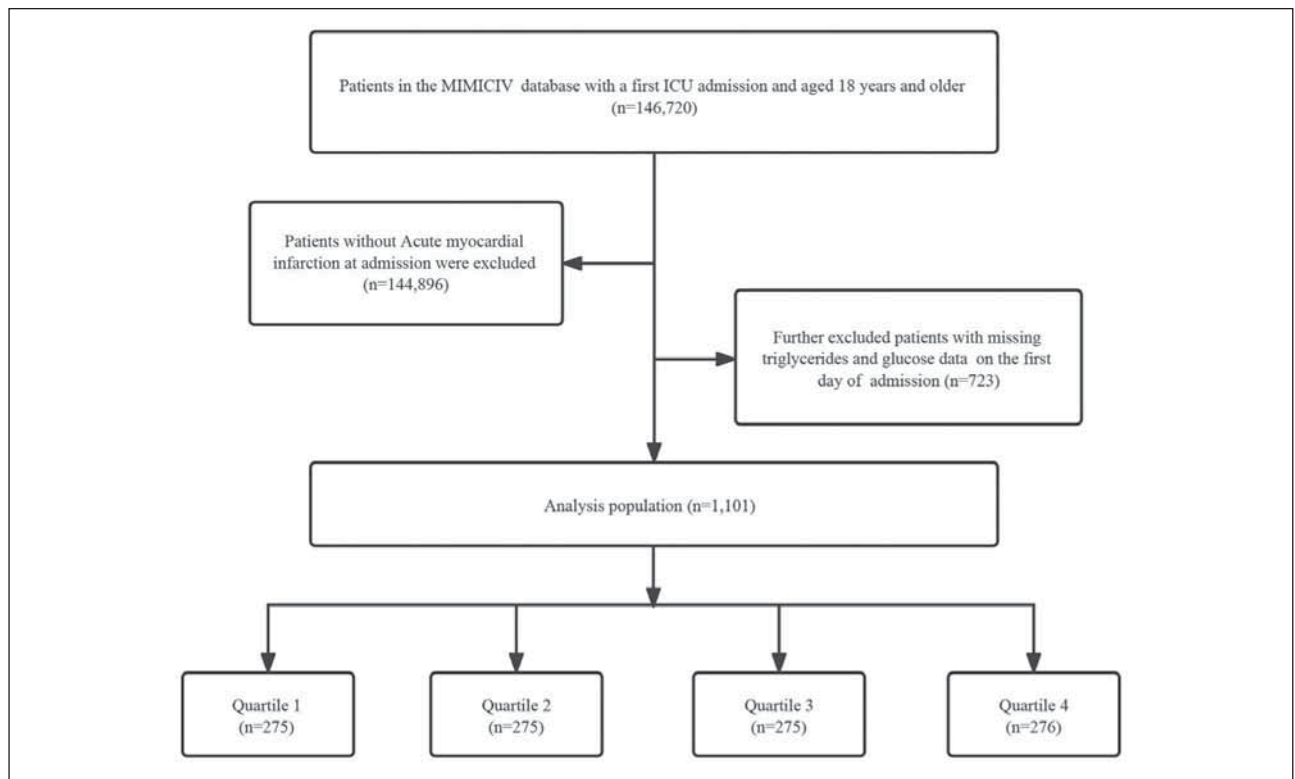 Patients in the MIMICIV database with a first ICU admission and aged 18 years and older
(n=146,720)
Patients without Acute myocardial
infarction at admission were excluded
(n=144,896)
Further excluded patients with missing
triglycerides and glucose data on the first
day of admission (n=723)
Analysis population (n=1,101)
Quartile 1
(n=275)
Quartile 2
(n=275)
Quartile 3
(n=275)
Quartile 4
(n=276)